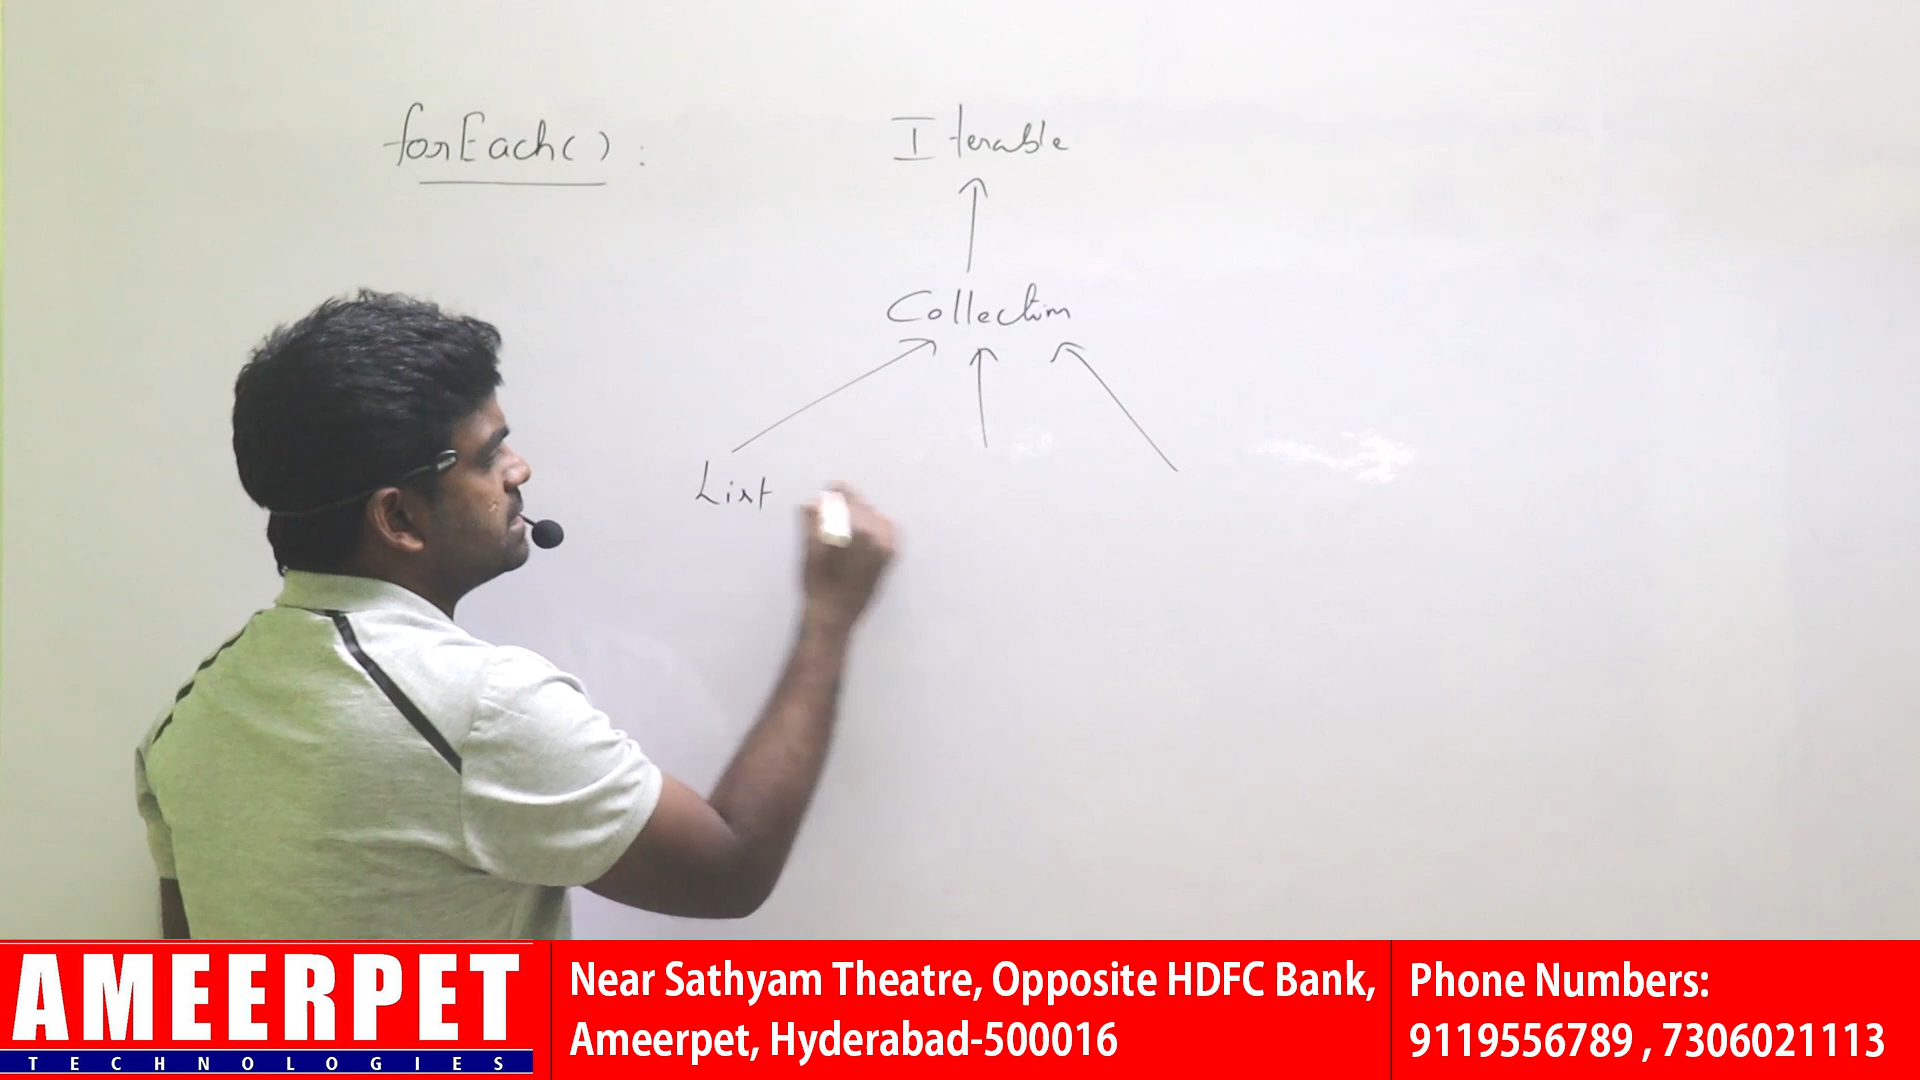 forEach() :
Iterable
Collection
List
AMEERPET
TECHNOLOGIES
Near Sathyam Theatre, Opposite HDFC Bank,
Ameerpet, Hyderabad-500016
Phone Numbers:
9119556789 , 7306021113